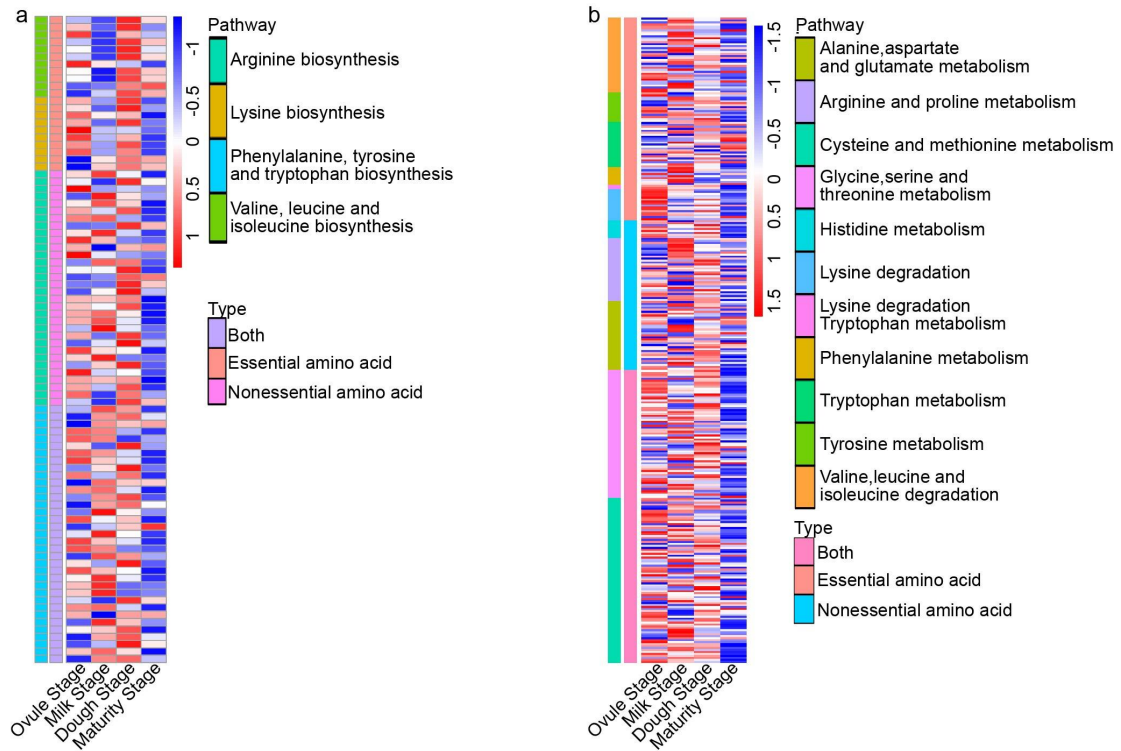 a
Pathway
Arginine biosynthesis
Lysine biosynthesis
Phenylalanine, tyrosine
and tryptophan biosynthesis
Valine, leucine and
isoleucine biosynthesis
-1
-0.5
0
0.5
1
Type
Both
Essential amino acid
Nonessential amino acid
Ovule Stage
Milk Stage
Dough Stage
Maturity Stage
b
Pathway
Alanine,aspartate
and glutamate metabolism
Arginine and proline metabolism
Cysteine and methionine metabolism
Glycine,serine and
threonine metabolism
Histidine metabolism
Lysine degradation
Lysine degradation
Tryptophan metabolism
Phenylalanine metabolism
Tryptophan metabolism
Tyrosine metabolism
Valine,leucine and
isoleucine degradation
-1.5
-1
-0.5
0
0.5
1
1.5
Type
Both
Essential amino acid
Nonessential amino acid
Ovule Stage
Milk Stage
Dough Stage
Maturity Stage